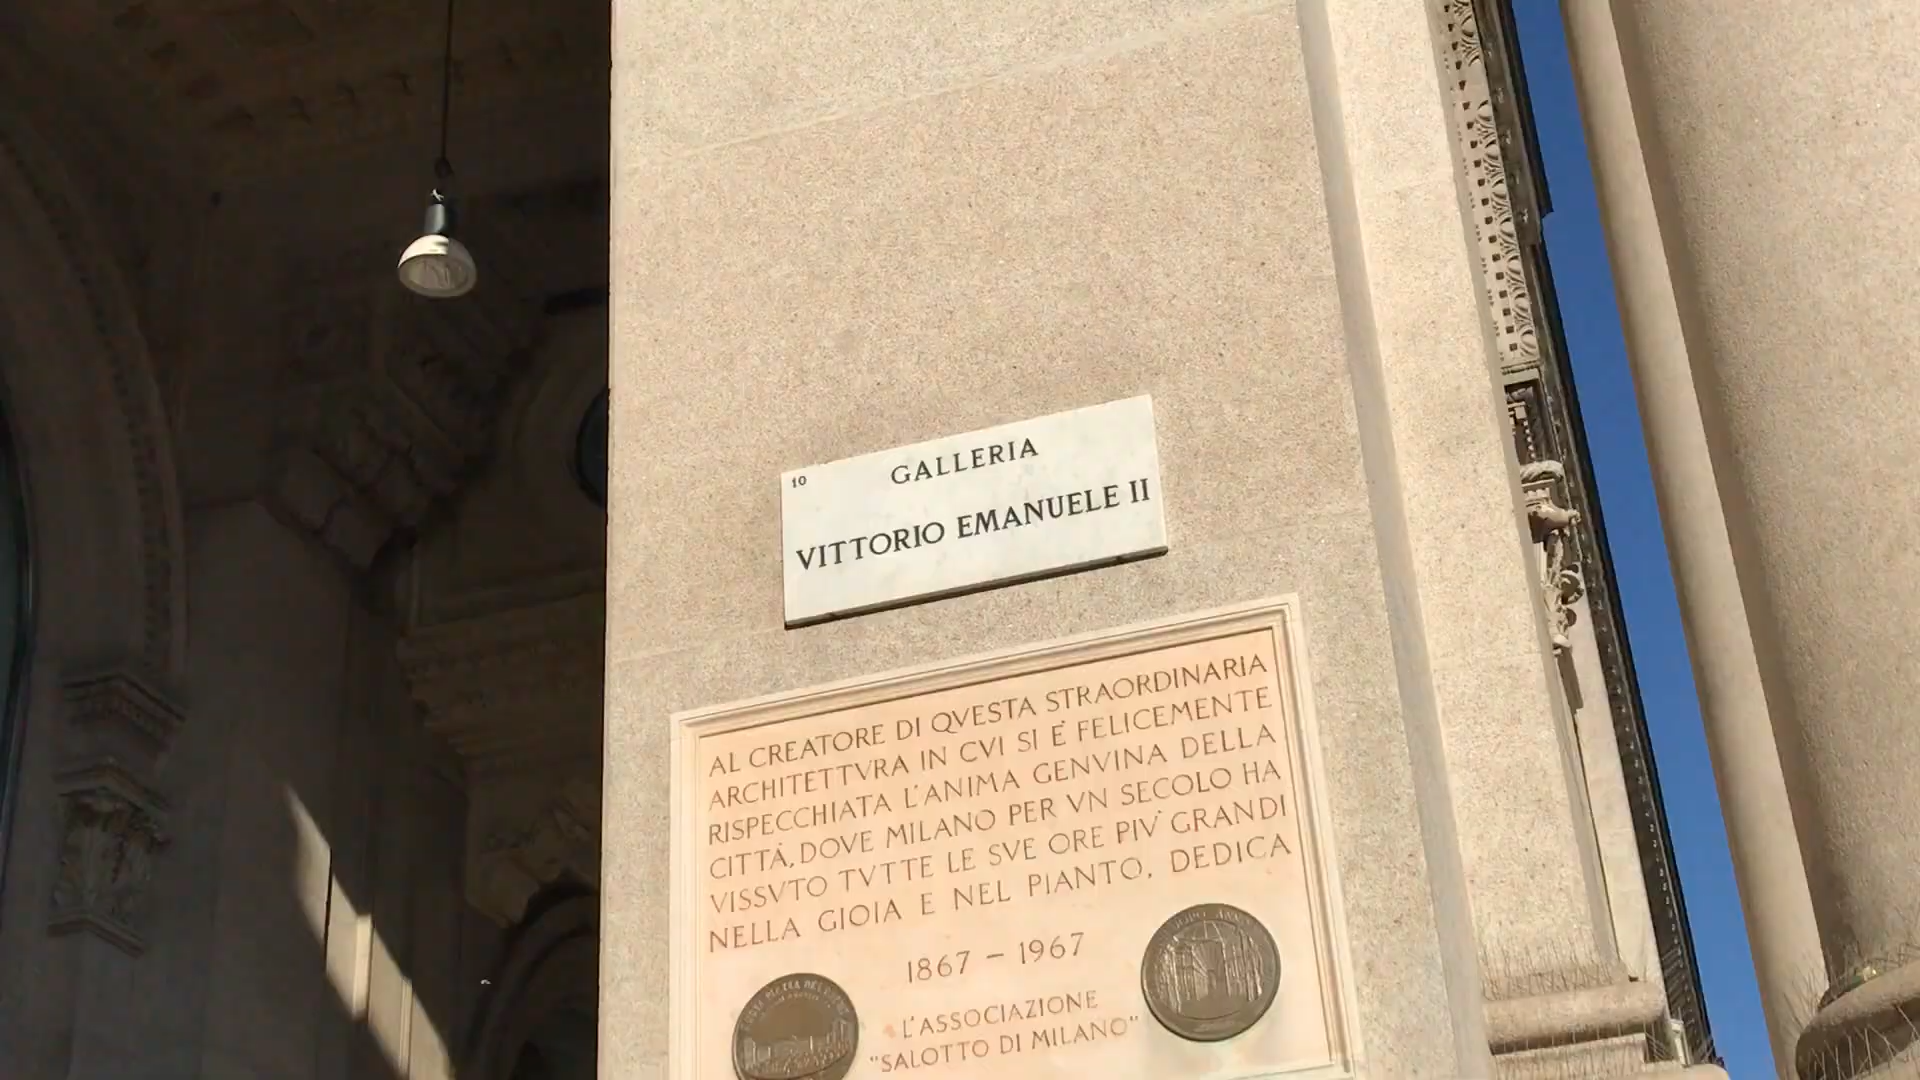 10
GALLERIA
VITTORIO EMANUELE II
AL CREATORE DI QVESTA STRAORDINARIA
ARCHITETTVRA IN CVI SI E' FELICEMENTE
RISPECCHIATA L'ANIMA GENVINA DELLA
CITTÀ, DOVE MILANO PER VN SECOLO HA
VISSVTO TVTTE LE SVE ORE PIV' GRANDI
NELLA GIOIA E NEL PIANTO, DEDICA
1867 – 1967
L'ASSOCIAZIONE
"SALOTTO DI MILANO"